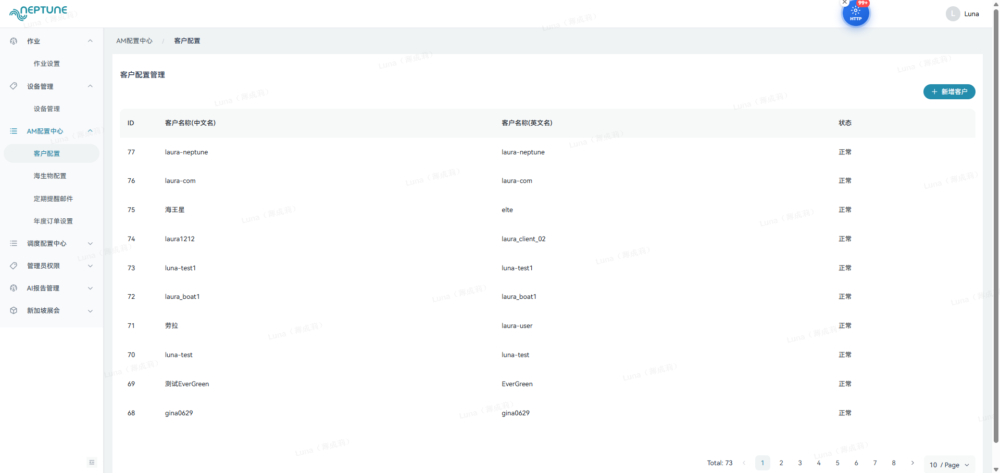 NEPTUNE
99+
HTTP
L
Luna
作业
作业设置
设备管理
设备管理
AM配置中心
客户配置
海生物配置
定期提醒邮件
年度订单设置
调度配置中心
管理员权限
AI报告管理
新加坡展会
AM配置中心 / 客户配置
客户配置管理
新增客户
ID 客户名称(中文名) 客户名称(英文名) 状态
77 laura-neptune laura-neptune 正常
76 laura-com laura-com 正常
75 海王星 elte 正常
74 laura1212 laura_client_02 正常
73 luna-test1 luna-test1 正常
72 laura_boat1 laura_boat1 正常
71 劳拉 laura-user 正常
70 luna-test luna-test 正常
69 测试EverGreen EverGreen 正常
68 gina0629 gina0629 正常
Total: 73 1 2 3 4 5 6 7 8 10 / Page